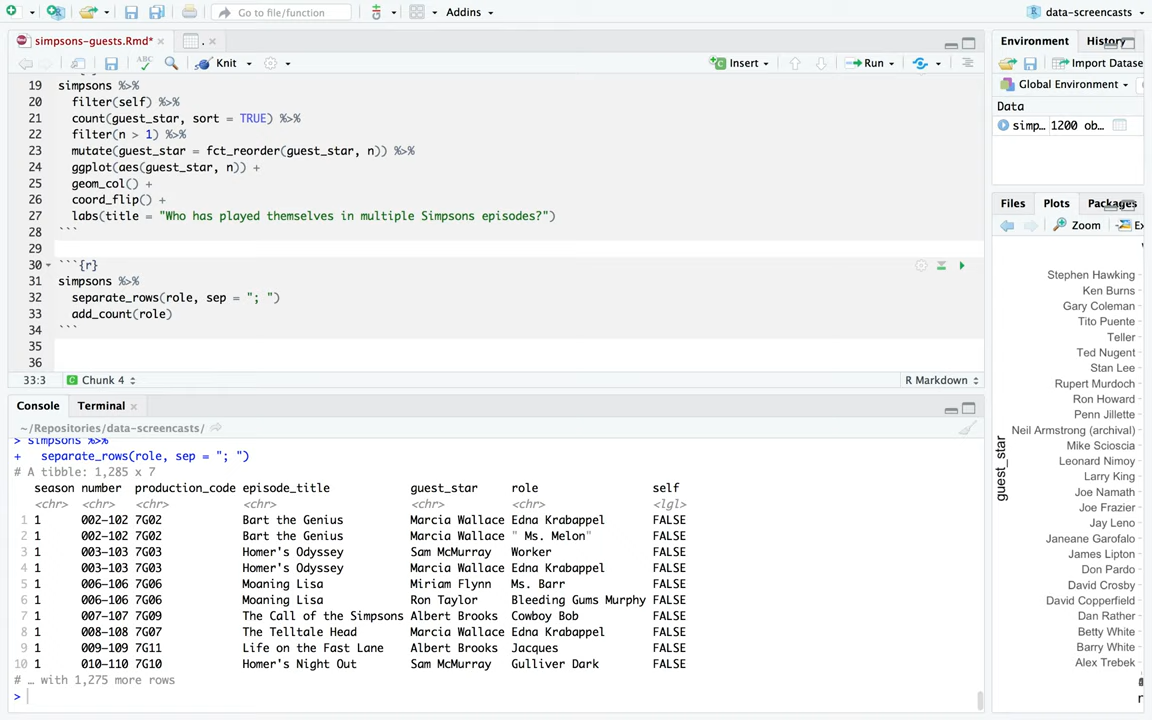 Go to file/function
Addins
data-screencasts
simpsons-guests.Rmd*
.
Knit
Insert
Run
19 simpsons %>%
20 filter(self) %>%
21 count(guest_star, sort = TRUE) %>%
22 filter(n > 1) %>%
23 mutate(guest_star = fct_reorder(guest_star, n)) %>%
24 ggplot(aes(guest_star, n)) +
25 geom_col() +
26 coord_flip() +
27 labs(title = "Who has played themselves in multiple Simpsons episodes?")
28 ```
29
30 ```{r}
31 simpsons %>%
32 separate_rows(role, sep = "; ")
33 add_count(role)
34 ```
35
36
33:3 Chunk 4 R Markdown
Console Terminal
~/Repositories/data-screencasts/
> simpsons %>%
+ separate_rows(role, sep = "; ")
# A tibble: 1,285 x 7
season number production_code episode_title guest_star role self
<chr> <chr> <chr> <chr> <chr> <chr> <lgl>
1 1 002-102 7G02 Bart the Genius Marcia Wallace Edna Krabappel FALSE
2 1 002-102 7G02 Bart the Genius Marcia Wallace " Ms. Melon" FALSE
3 1 003-103 7G03 Homer's Odyssey Sam McMurray Worker FALSE
4 1 003-103 7G03 Homer's Odyssey Marcia Wallace Edna Krabappel FALSE
5 1 006-106 7G06 Moaning Lisa Miriam Flynn Ms. Barr FALSE
6 1 006-106 7G06 Moaning Lisa Ron Taylor Bleeding Gums Murphy FALSE
7 1 007-107 7G09 The Call of the Simpsons Albert Brooks Cowboy Bob FALSE
8 1 008-108 7G07 The Telltale Head Marcia Wallace Edna Krabappel FALSE
9 1 009-109 7G11 Life on the Fast Lane Albert Brooks Jacques FALSE
10 1 010-110 7G10 Homer's Night Out Sam McMurray Gulliver Dark FALSE
# … with 1,275 more rows
>
Environment History
Import Datase
Global Environment
Data
simp… 1200 ob…
Files Plots Packages
Zoom Ex
Stephen Hawking
Ken Burns
Gary Coleman
Tito Puente
Teller
Ted Nugent
Stan Lee
Rupert Murdoch
Ron Howard
Penn Jillette
Neil Armstrong (archival)
Mike Scioscia
Leonard Nimoy
Larry King
Joe Namath
Joe Frazier
Jay Leno
Janeane Garofalo
James Lipton
Don Pardo
David Crosby
David Copperfield
Dan Rather
Betty White
Barry White
Alex Trebek
guest_star